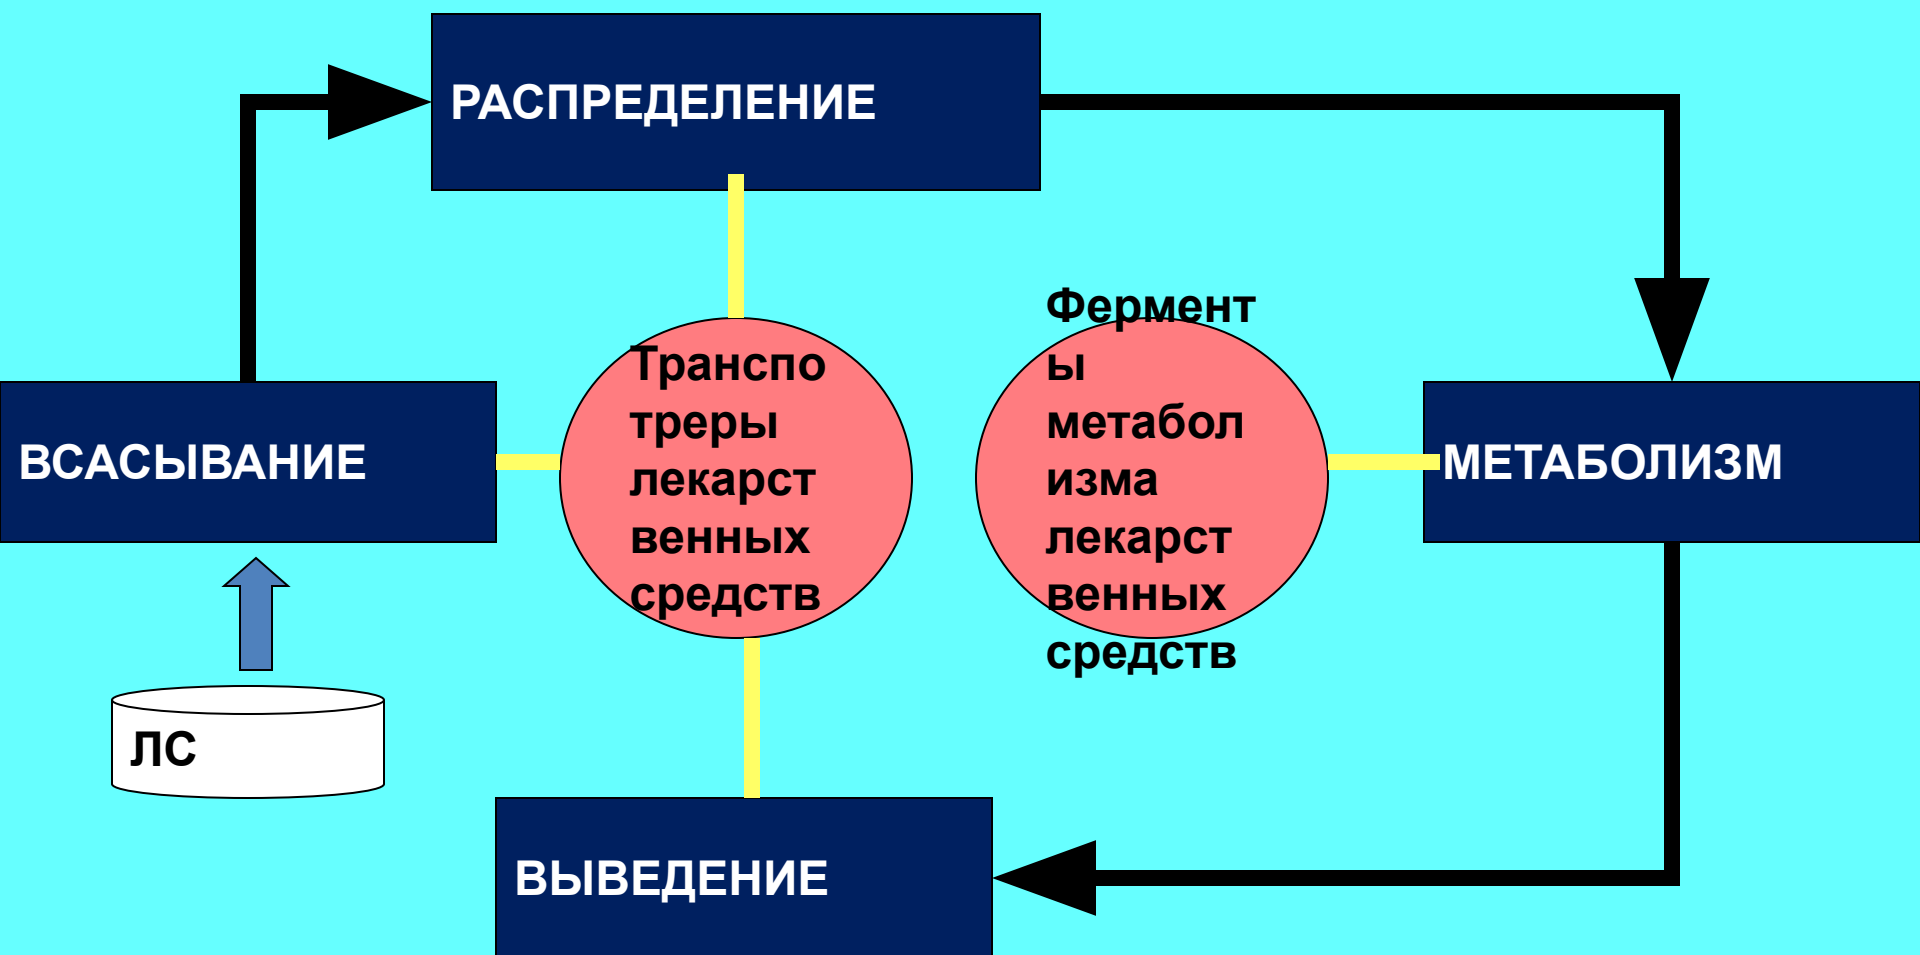 РАСПРЕДЕЛЕНИЕ
ВСАСЫВАНИЕ
Транспо
треры
лекарст
венных
средств
Фермент
ы
метабол
изма
лекарст
венных
средств
МЕТАБОЛИЗМ
ЛС
ВЫВЕДЕНИЕ